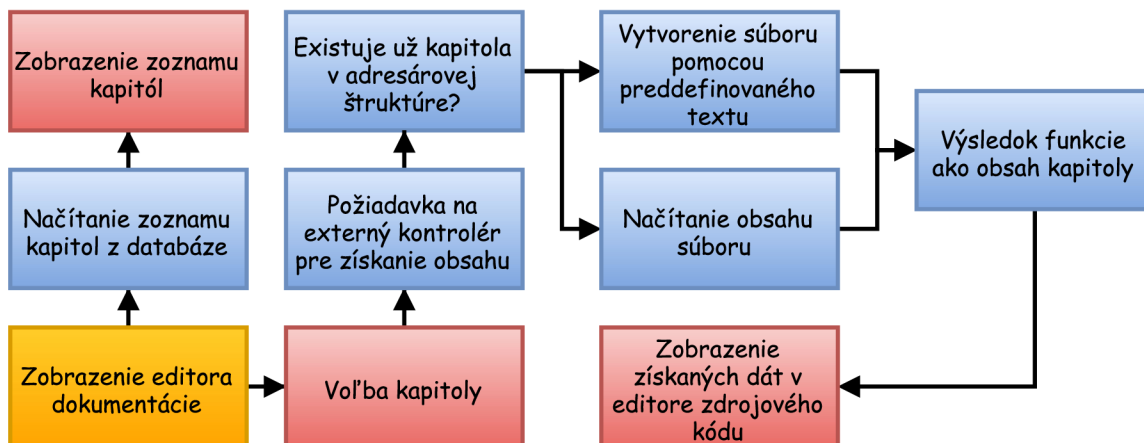 Zobrazenie zoznamu
kapitól
Existuje už kapitola
v adresárovej
štruktúre?
Vytvorenie súboru
pomocou
preddefinovaného
textu
Výsledok funkcie
ako obsah kapitoly
Načítanie zoznamu
kapitol z databáze
Požiadavka na
externý kontrolér
pre získanie obsahu
Načítanie obsahu
súboru
Zobrazenie editora
dokumentácie
Voľba kapitoly
Zobrazenie
získaných dát v
editore zdrojového
kódu